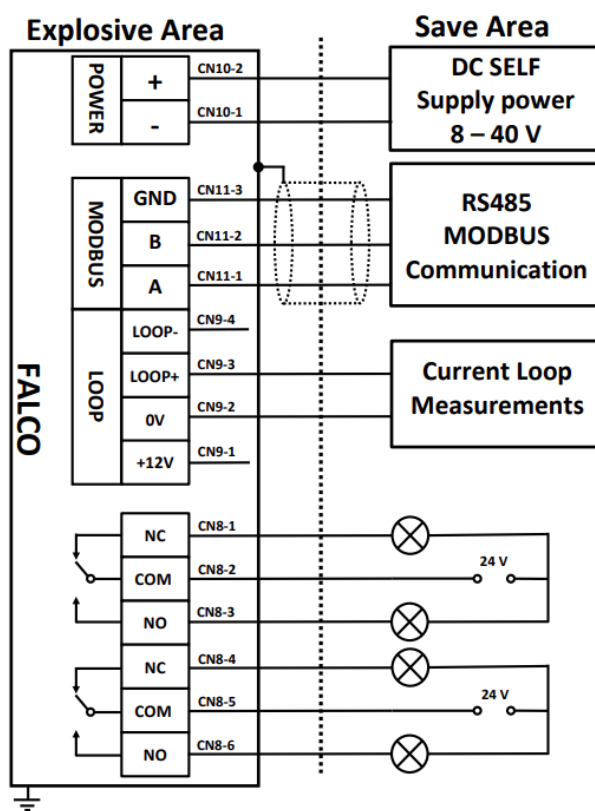 Explosive Area
Save Area
POWER
+
CN10-2
-
CN10-1
DC SELF
Supply power
8 – 40 V
MODBUS
GND
CN11-3
B
CN11-2
A
CN11-1
RS485
MODBUS
Communication
LOOP
LOOP-
CN9-4
LOOP+
CN9-3
0V
CN9-2
+12V
CN9-1
Current Loop
Measurements
FALCO
NC
CN8-1
COM
CN8-2
24 V
NO
CN8-3
NC
CN8-4
COM
CN8-5
24 V
NO
CN8-6